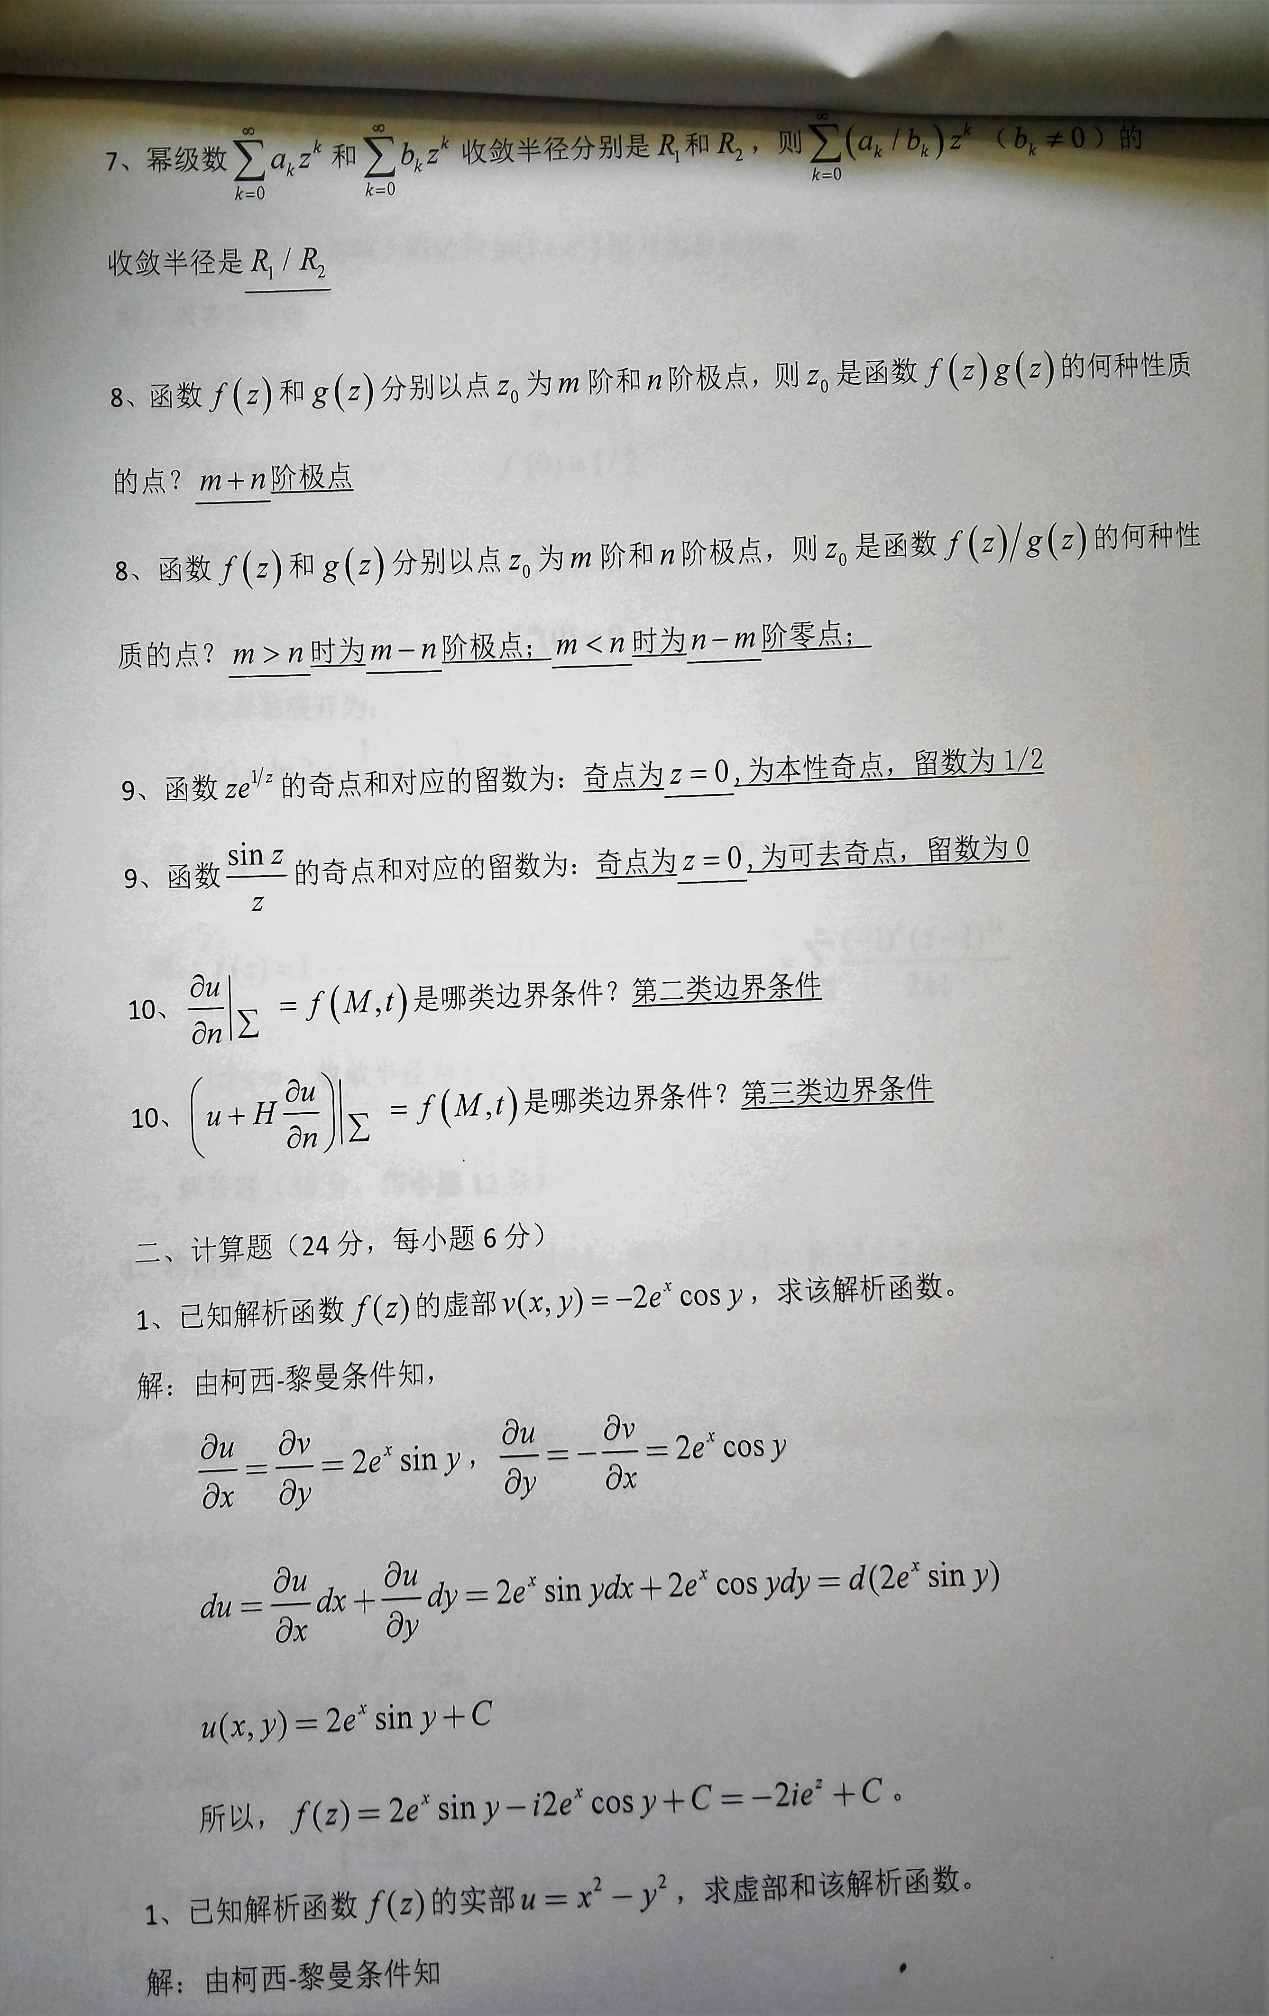 7、幂级数 $\sum_{k=0}^{\infty} a_k z^k$ 和 $\sum_{k=0}^{\infty} b_k z^k$ 收敛半径分别是 $R_1$ 和 $R_2$，则 $\sum_{k=0}^{\infty} (a_k / b_k) z^k$（$b_k \neq 0$）的
收敛半径是 $R_1 / R_2$
8、函数 $f(z)$ 和 $g(z)$ 分别以点 $z_0$ 为 $m$ 阶和 $n$ 阶极点，则 $z_0$ 是函数 $f(z)g(z)$ 的何种性质
的点？$m+n$ 阶极点
8、函数 $f(z)$ 和 $g(z)$ 分别以点 $z_0$ 为 $m$ 阶和 $n$ 阶极点，则 $z_0$ 是函数 $f(z)/g(z)$ 的何种性
质的点？$m>n$ 时为 $m-n$ 阶极点；$m<n$ 时为 $n-m$ 阶零点；
9、函数 $ze^{1/z}$ 的奇点和对应的留数为：奇点为 $z=0$, 为本性奇点，留数为 1/2
9、函数 $\frac{\sin z}{z}$ 的奇点和对应的留数为：奇点为 $z=0$, 为可去奇点，留数为 0
10、$\left.\frac{\partial u}{\partial n}\right|_{\Sigma} = f(M,t)$ 是哪类边界条件？第二类边界条件
10、$\left.\left(u+H\frac{\partial u}{\partial n}\right)\right|_{\Sigma} = f(M,t)$ 是哪类边界条件？第三类边界条件
二、计算题（24 分，每小题 6 分）
1、已知解析函数 $f(z)$ 的虚部 $v(x,y)=-2e^x \cos y$，求该解析函数。
解：由柯西-黎曼条件知，
$\frac{\partial u}{\partial x}=\frac{\partial v}{\partial y}=2e^x \sin y$，$\frac{\partial u}{\partial y}=-\frac{\partial v}{\partial x}=2e^x \cos y$
$du=\frac{\partial u}{\partial x}dx+\frac{\partial u}{\partial y}dy=2e^x \sin ydx+2e^x \cos ydy=d(2e^x \sin y)$
$u(x,y)=2e^x \sin y+C$
所以，$f(z)=2e^x \sin y-i2e^x \cos y+C=-2ie^z+C$。
1、已知解析函数 $f(z)$ 的实部 $u=x^2-y^2$，求虚部和该解析函数。
解：由柯西-黎曼条件知